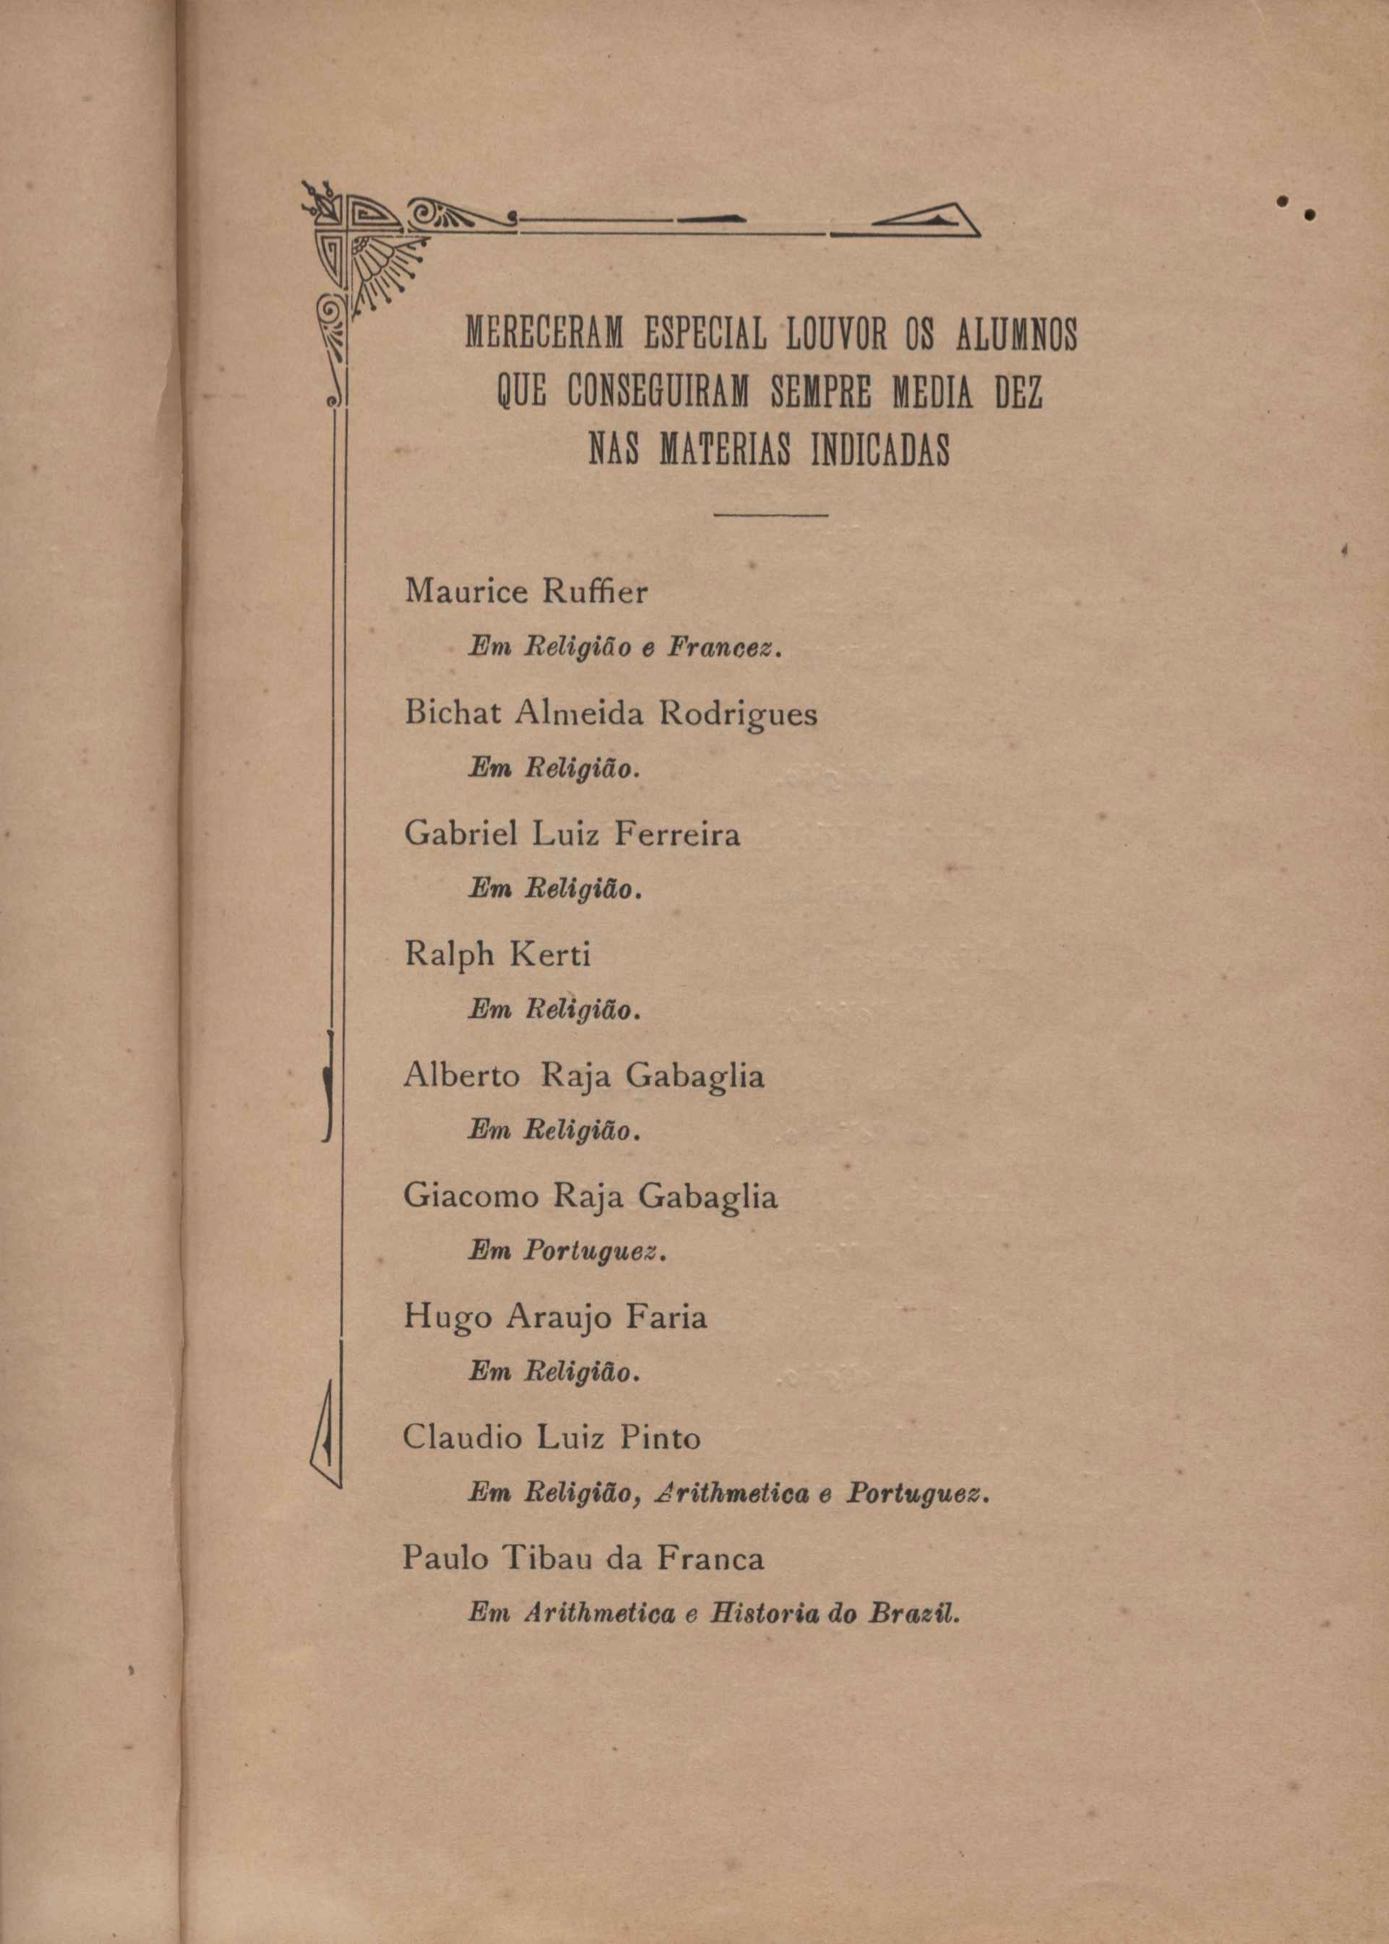 MERECERAM ESPECIAL LOUVOR OS ALUMNOS
QUE CONSEGUIRAM SEMPRE MEDIA DEZ
NAS MATERIAS INDICADAS
Maurice Ruffier
Em Religião e Francez.
Bichat Almeida Rodrigues
Em Religião.
Gabriel Luiz Ferreira
Em Religião.
Ralph Kerti
Em Religião.
Alberto Raja Gabaglia
Em Religião.
Giacomo Raja Gabaglia
Em Portuguez.
Hugo Araujo Faria
Em Religião.
Claudio Luiz Pinto
Em Religião, Arithmetica e Portuguez.
Paulo Tibau da Franca
Em Arithmetica e Historia do Brazil.